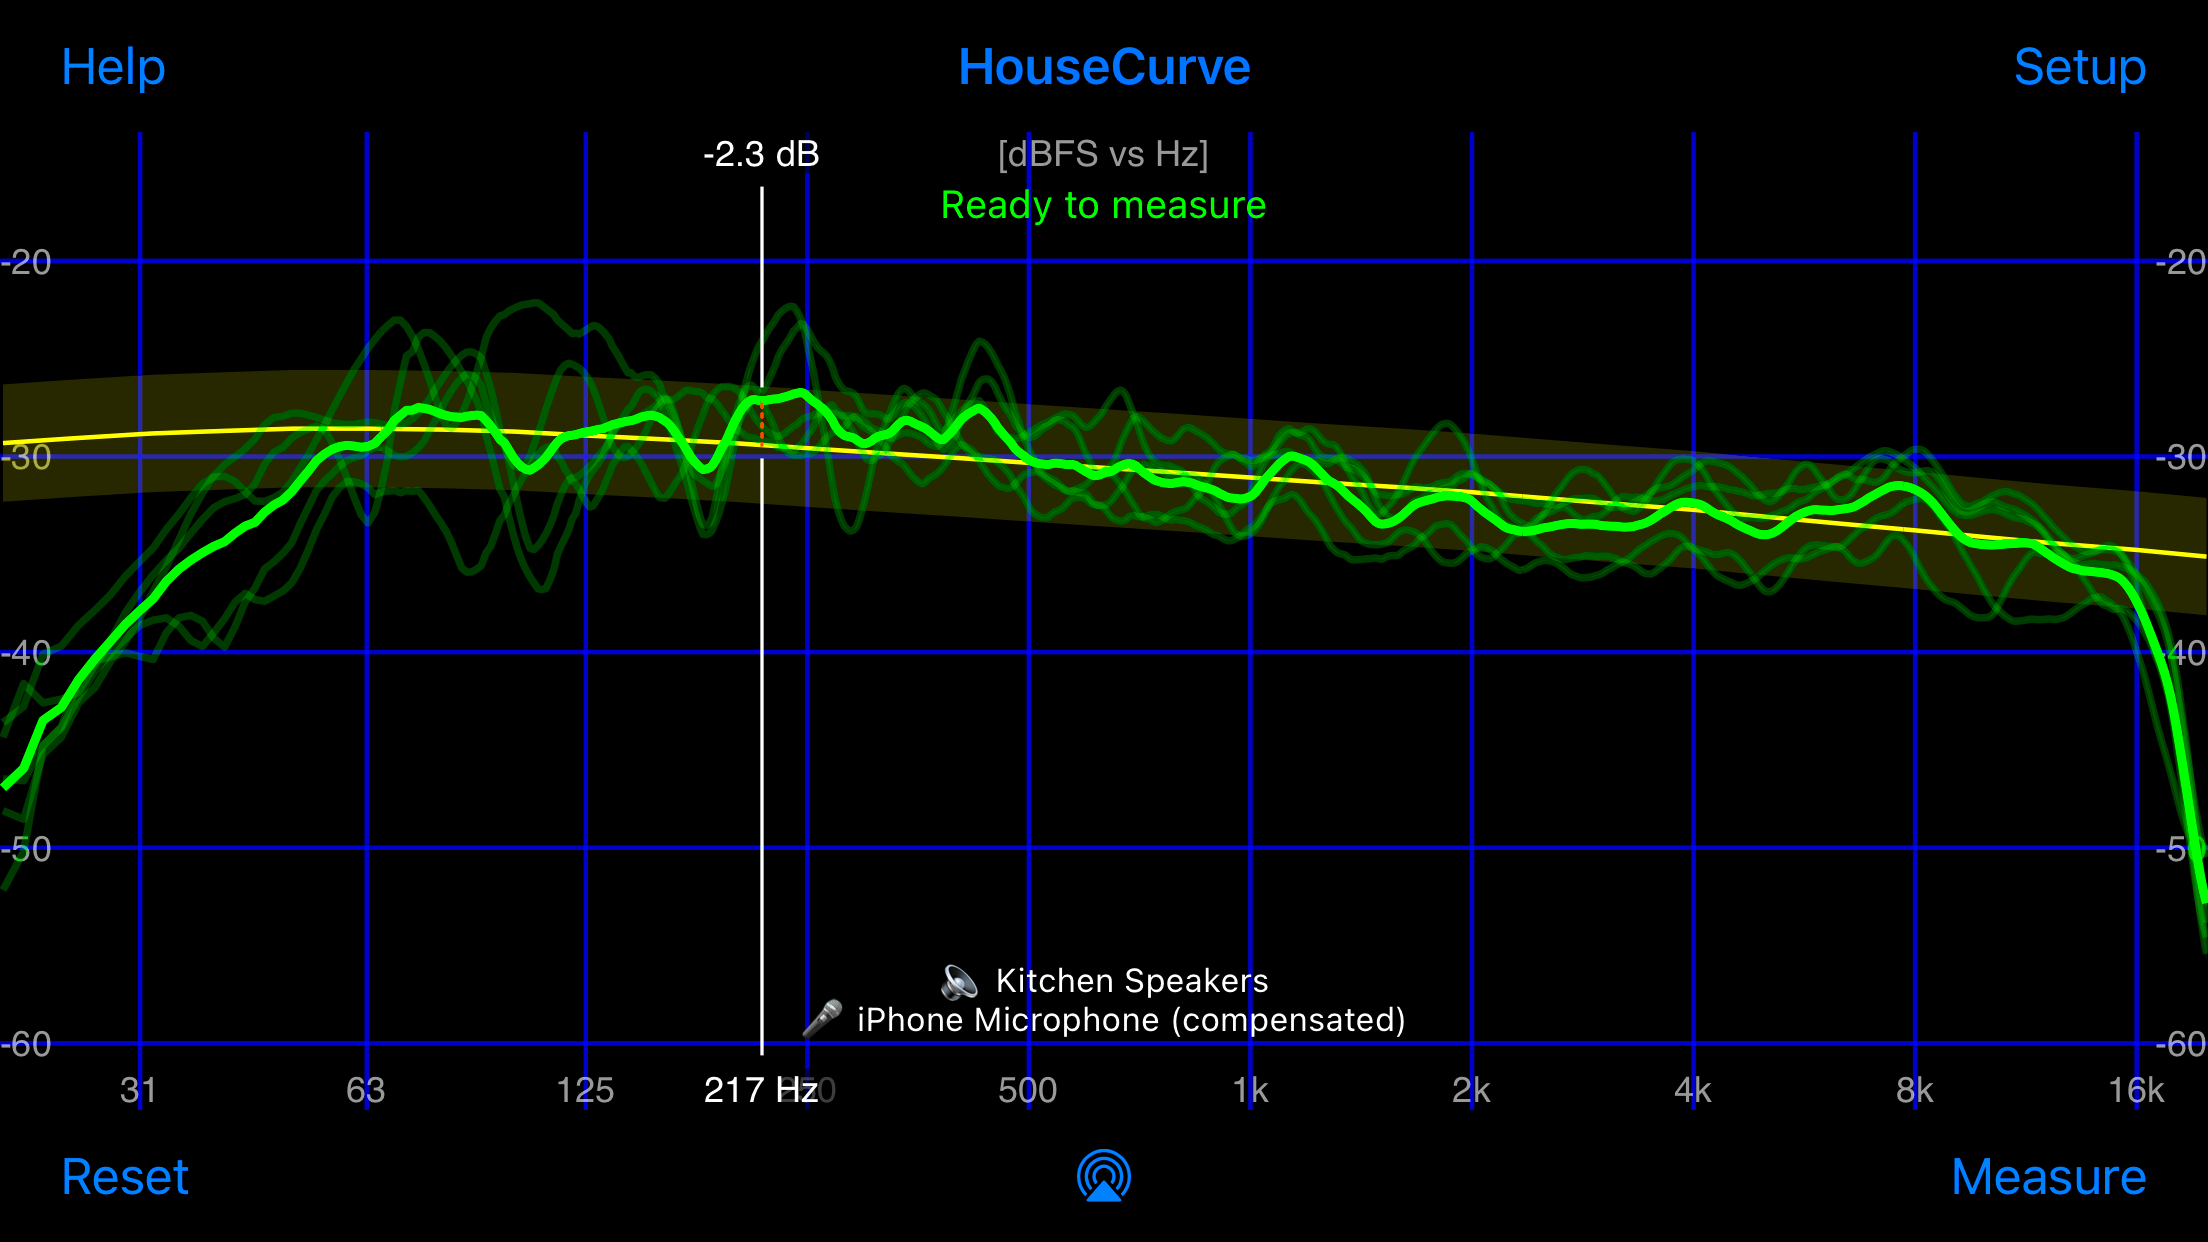 Help HouseCurve Setup
-2.3 dB [dBFS vs Hz]
Ready to measure
-20 -20
-30 -30
-40 -40
-50 -50
Kitchen Speakers
iPhone Microphone (compensated)
-60 -60
31 63 125 217 Hz 250 500 1k 2k 4k 8k 16k
Reset Measure